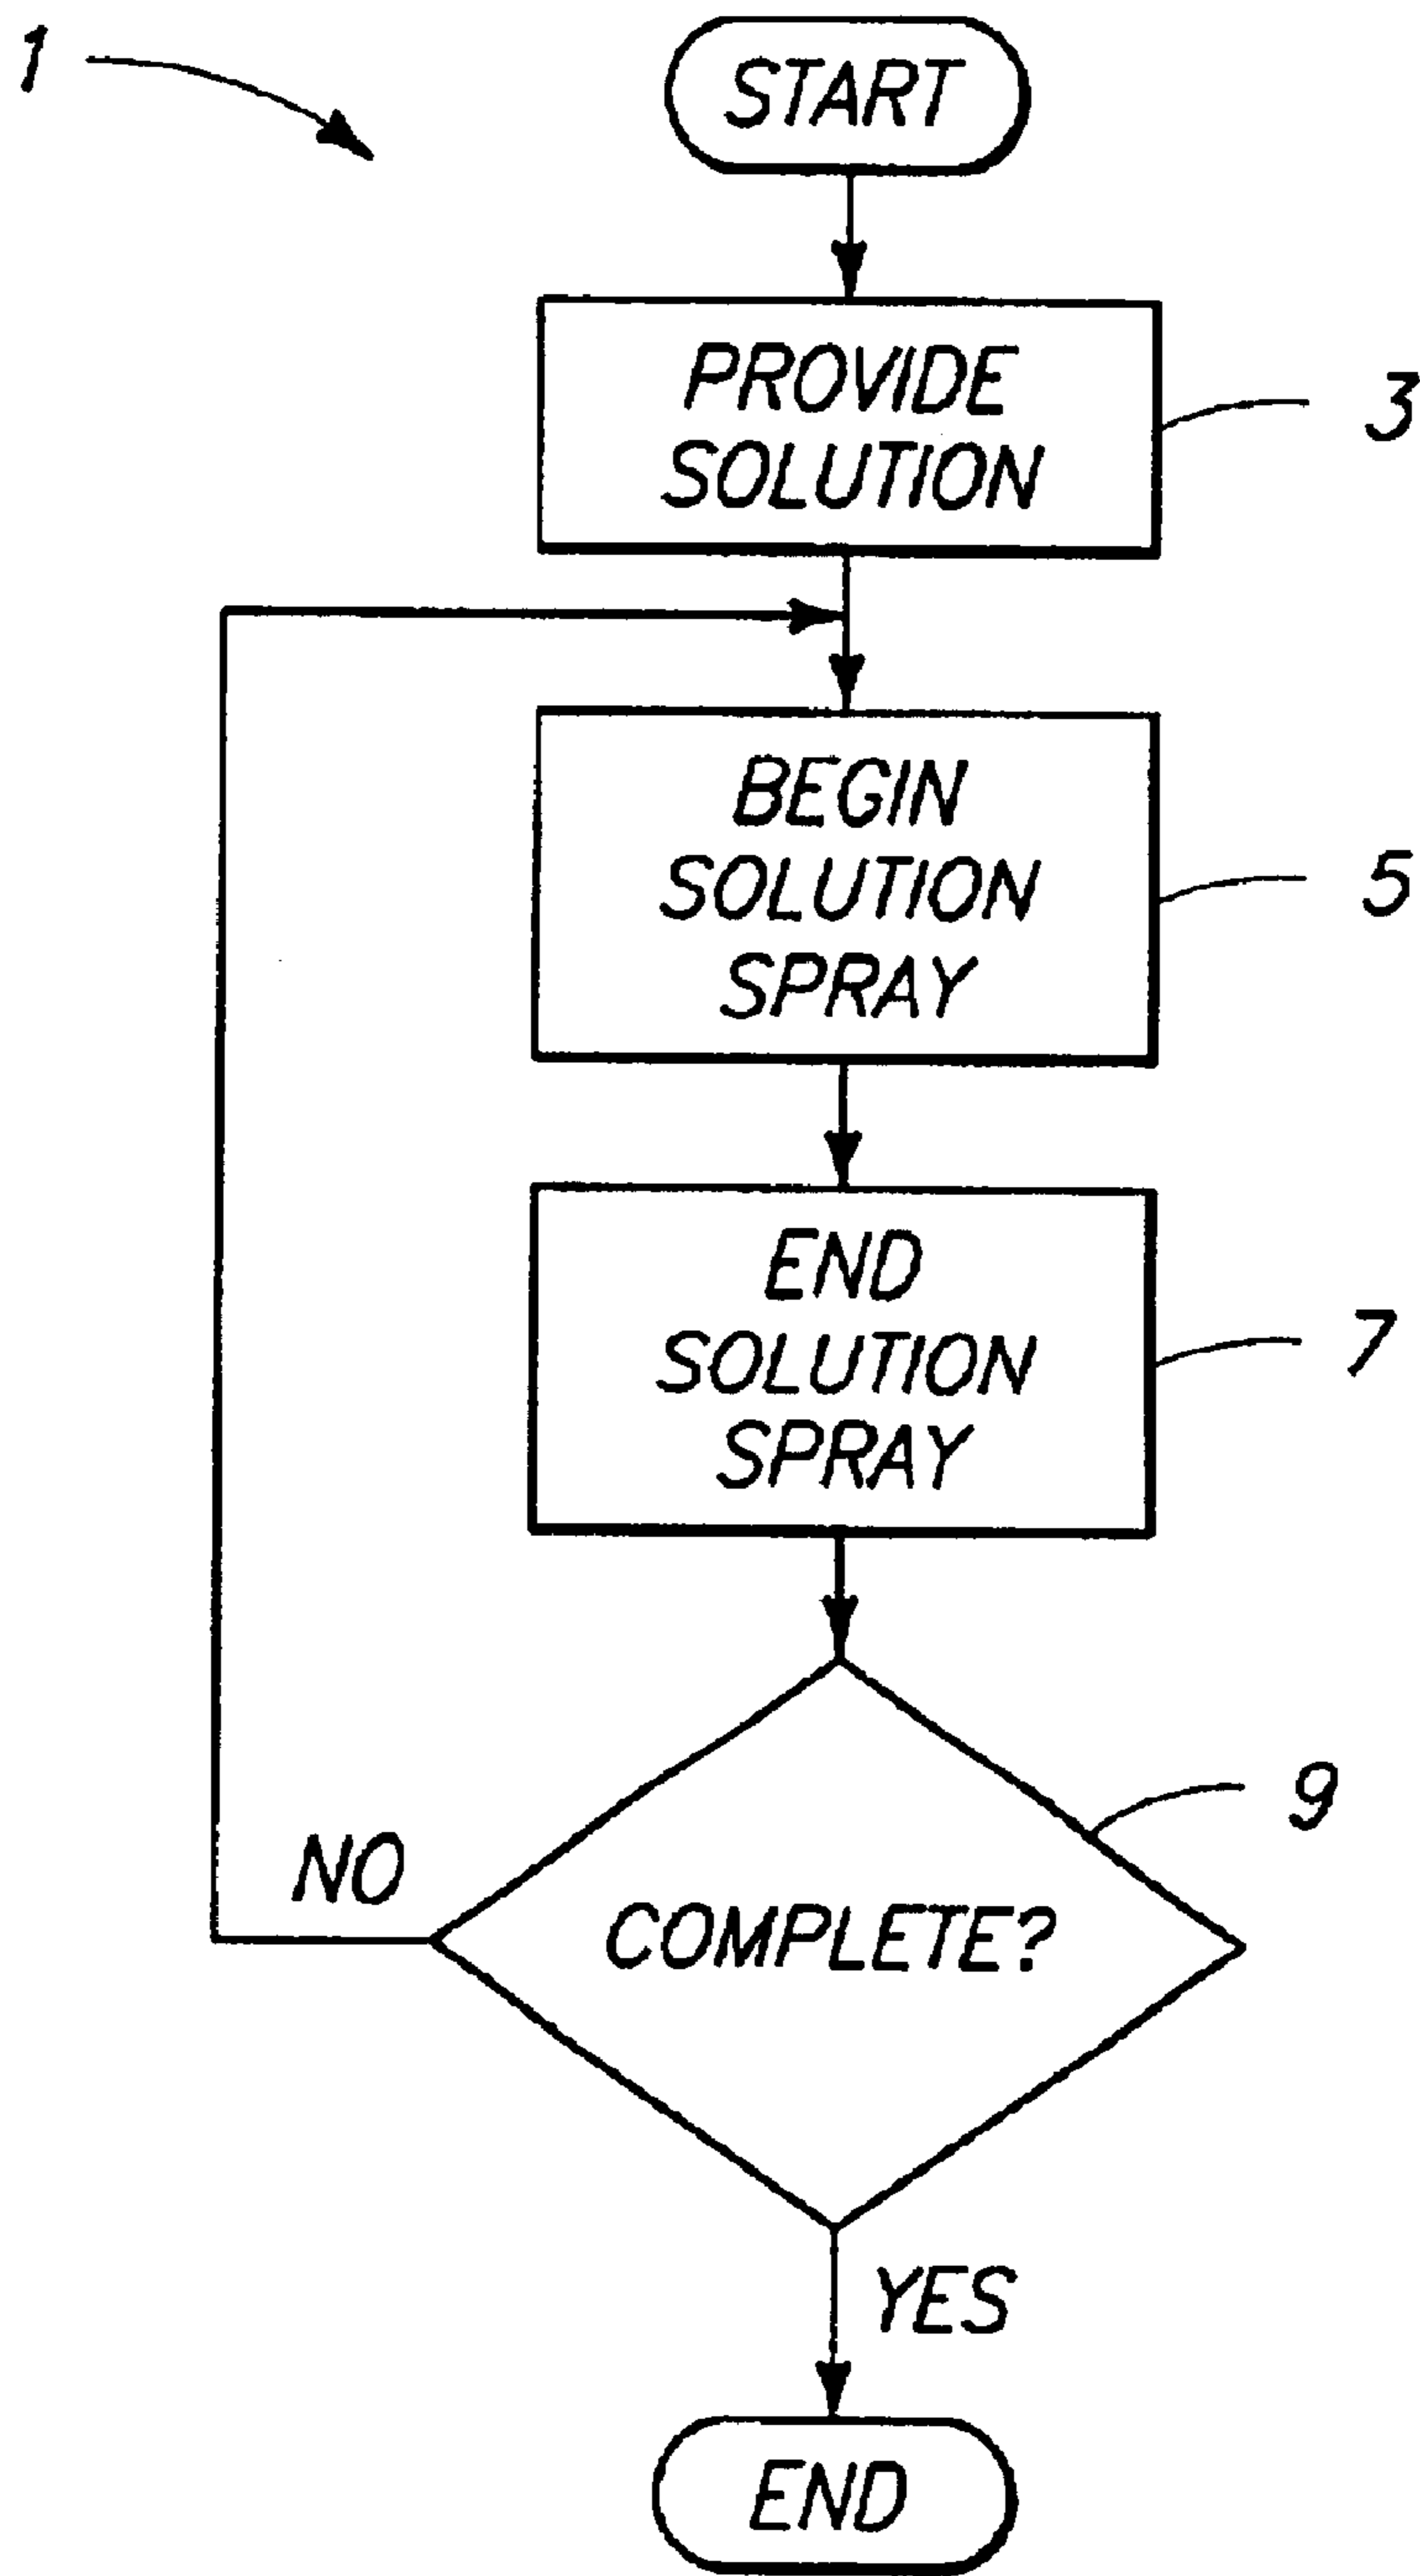 1
START
PROVIDE
SOLUTION
3
BEGIN
SOLUTION
SPRAY
5
END
SOLUTION
SPRAY
7
9
NO
COMPLETE?
YES
END